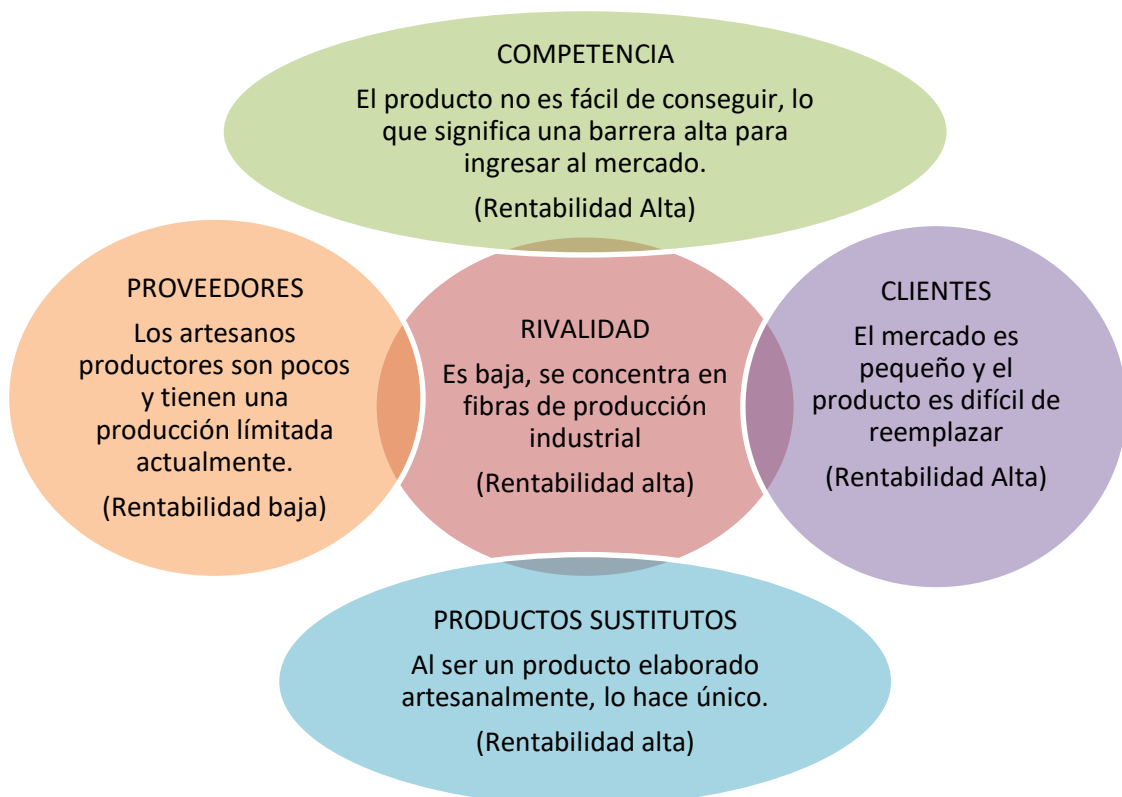 COMPETENCIA
El producto no es fácil de conseguir, lo
que significa una barrera alta para
ingresar al mercado.
(Rentabilidad Alta)
PROVEEDORES
Los artesanos
productores son pocos
y tienen una
producción límitada
actualmente.
(Rentabilidad baja)
RIVALIDAD
Es baja, se concentra en
fibras de producción
industrial
(Rentabilidad alta)
CLIENTES
El mercado es
pequeño y el
producto es difícil de
reemplazar
(Rentabilidad Alta)
PRODUCTOS SUSTITUTOS
Al ser un producto elaborado
artesanalmente, lo hace único.
(Rentabilidad alta)